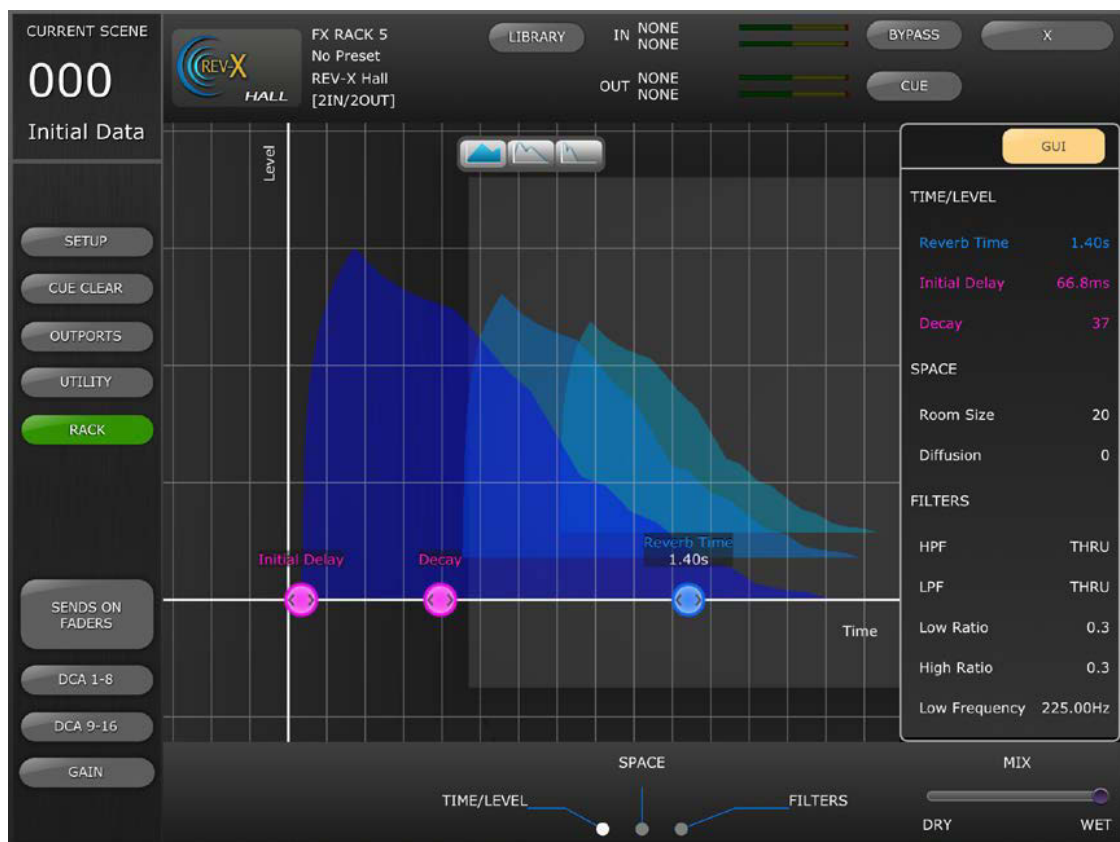 CURRENT SCENE
000
Initial Data
REV-X
HALL
FX RACK 5
No Preset
REV-X Hall
[2IN/2OUT]
LIBRARY
IN NONE
NONE
OUT NONE
NONE
BYPASS
X
CUE
SETUP
CUE CLEAR
OUTPORTS
UTILITY
RACK
SENDS ON
FADERS
DCA 1-8
DCA 9-16
GAIN
Level
Initial Delay
Decay
Reverb Time
1.40s
Time
GUI
TIME/LEVEL
Reverb Time 1.40s
Initial Delay 66.8ms
Decay 37
SPACE
Room Size 20
Diffusion 0
FILTERS
HPF THRU
LPF THRU
Low Ratio 0.3
High Ratio 0.3
Low Frequency 225.00Hz
SPACE
TIME/LEVEL
FILTERS
MIX
DRY WET